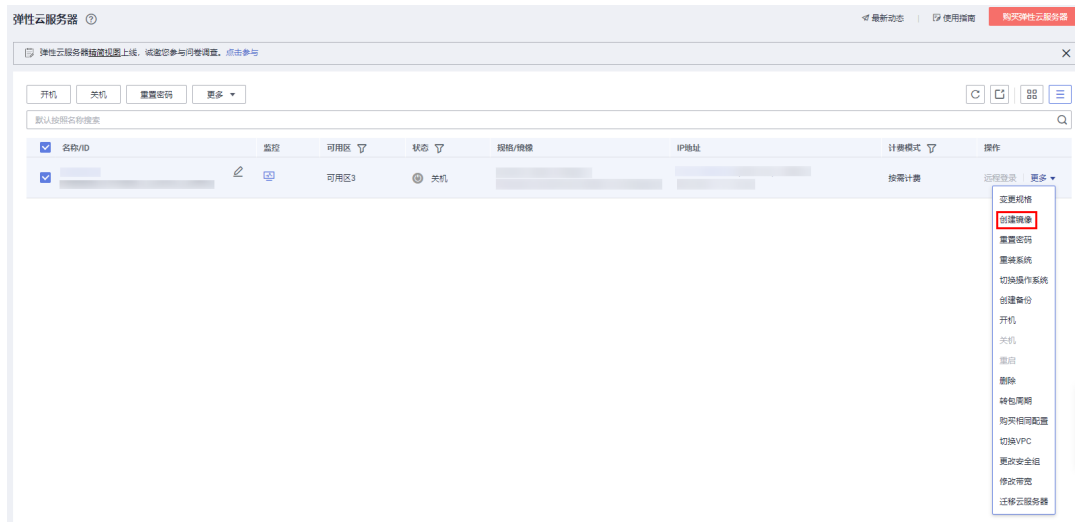 弹性云服务器
最新动态 使用指南 购买弹性云服务器
弹性云服务器精简视图上线，诚邀您参与问卷调查。点击参与
开机 关机 重置密码 更多
默认按照名称搜索
名称/ID 监控 可用区 状态 规格/镜像 IP地址 计费模式 操作
可用区3 关机 按需计费 远程登录 更多
变更规格
创建镜像
重置密码
重装系统
切换操作系统
创建备份
开机
关机
重启
删除
转包周期
购买相同配置
切换VPC
更改安全组
修改带宽
迁移云服务器